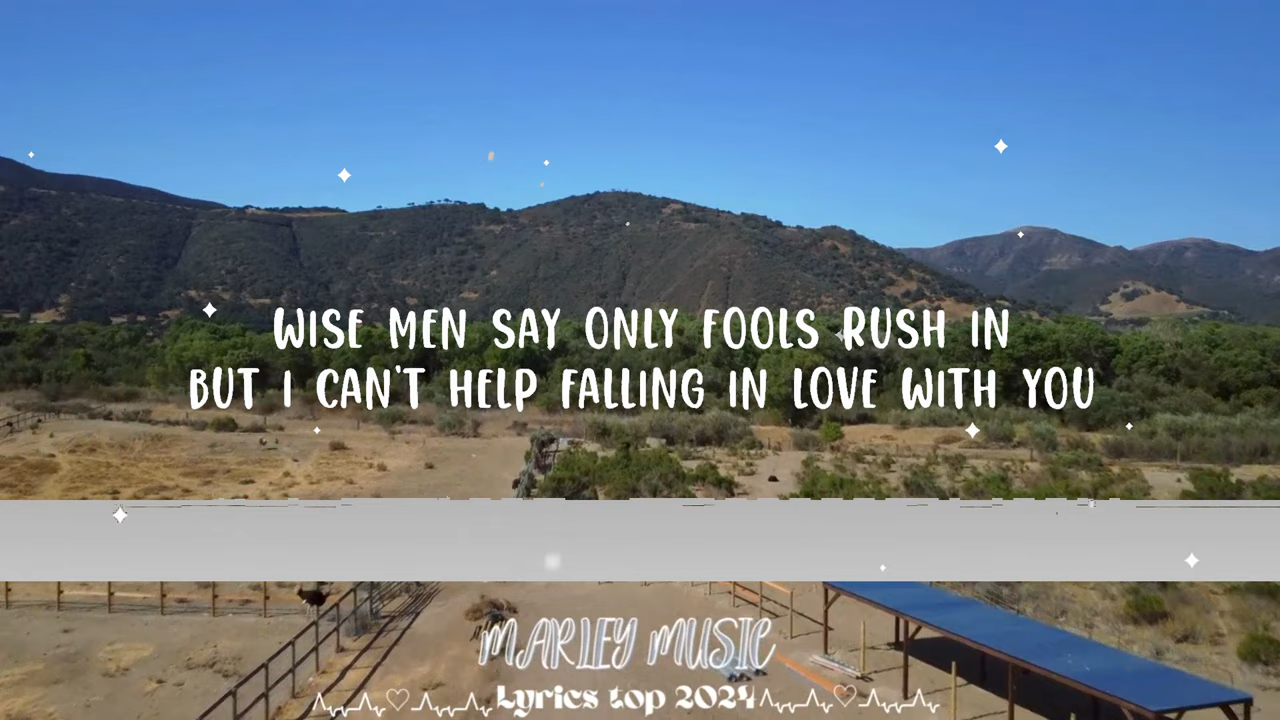 WISE MEN SAY ONLY FOOLS RUSH IN
BUT I CAN'T HELP FALLING IN LOVE WITH YOU
MARLEY MUSIC
Lyrics top 2024